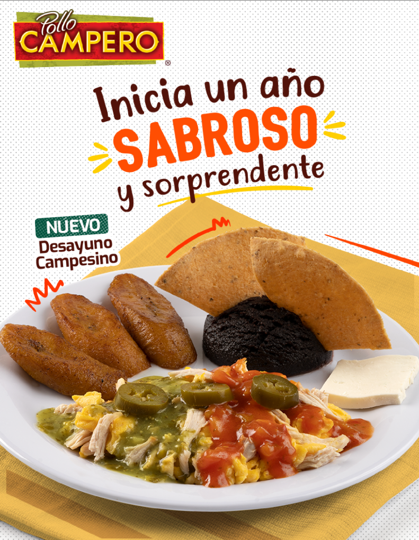 Pollo
CAMPERO
®
Inicia un año
SABROSO
y sorprendente
NUEVO
Desayuno
Campesino